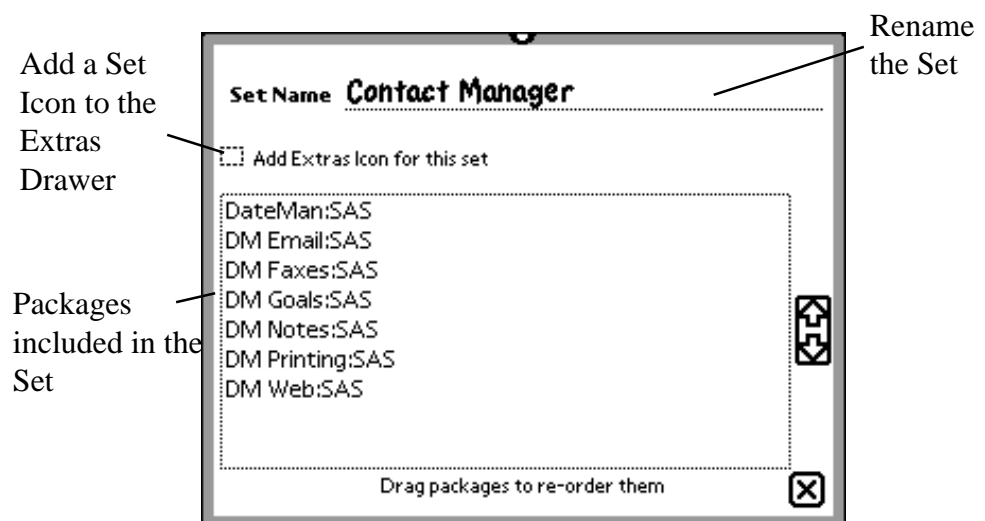 Rename
the Set
Add a Set
Icon to the
Extras
Drawer
Set Name Contact Manager
Add Extras Icon for this set
DateMan:SAS
DM Email:SAS
DM Faxes:SAS
DM Goals:SAS
DM Notes:SAS
DM Printing:SAS
DM Web:SAS
Packages
included in the
Set
Drag packages to re-order them